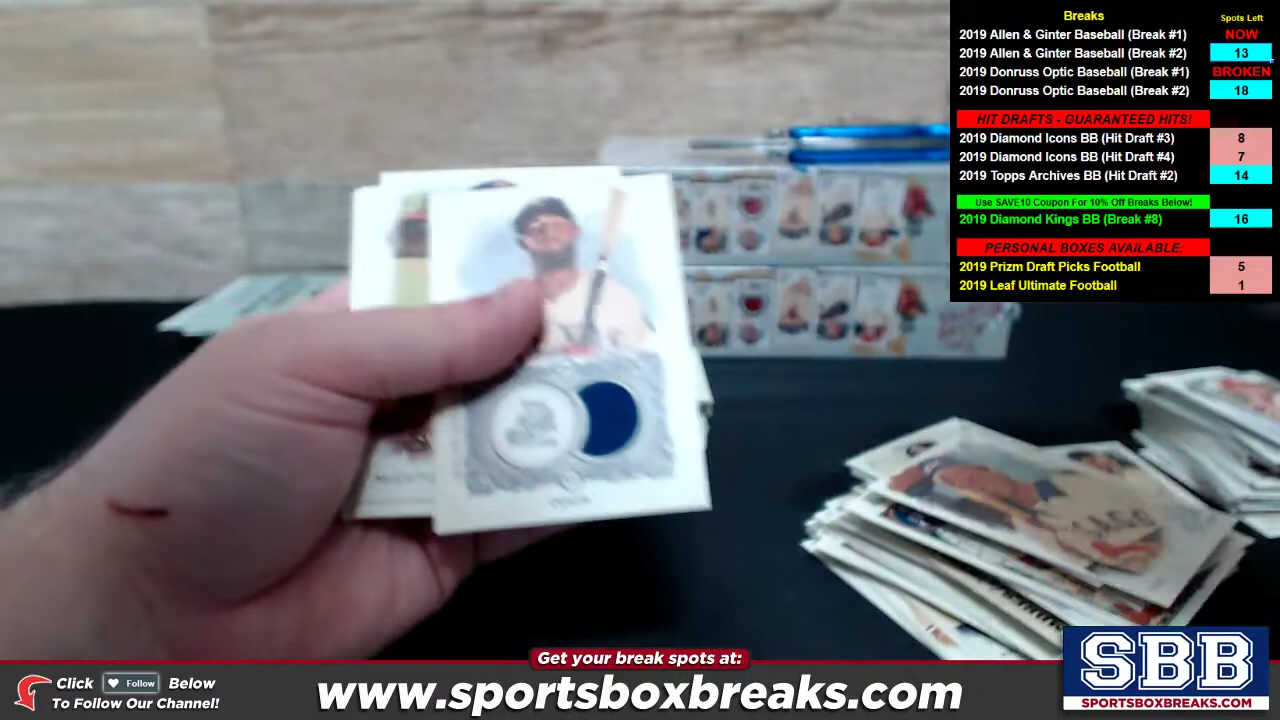 Breaks
Spots Left
2019 Allen & Ginter Baseball (Break #1) NOW
2019 Allen & Ginter Baseball (Break #2) 13
2019 Donruss Optic Baseball (Break #1) BROKEN
2019 Donruss Optic Baseball (Break #2) 18
HIT DRAFTS - GUARANTEED HITS!
2019 Diamond Icons BB (Hit Draft #3) 8
2019 Diamond Icons BB (Hit Draft #4) 7
2019 Topps Archives BB (Hit Draft #2) 14
Use SAVE10 Coupon For 10% Off Breaks Below!
2019 Diamond Kings BB (Break #8) 16
PERSONAL BOXES AVAILABLE:
2019 Prizm Draft Picks Football 5
2019 Leaf Ultimate Football 1
Get your break spots at:
Click Follow Below
To Follow Our Channel!
www.sportsboxbreaks.com
SBB
SPORTSBOXBREAKS.COM